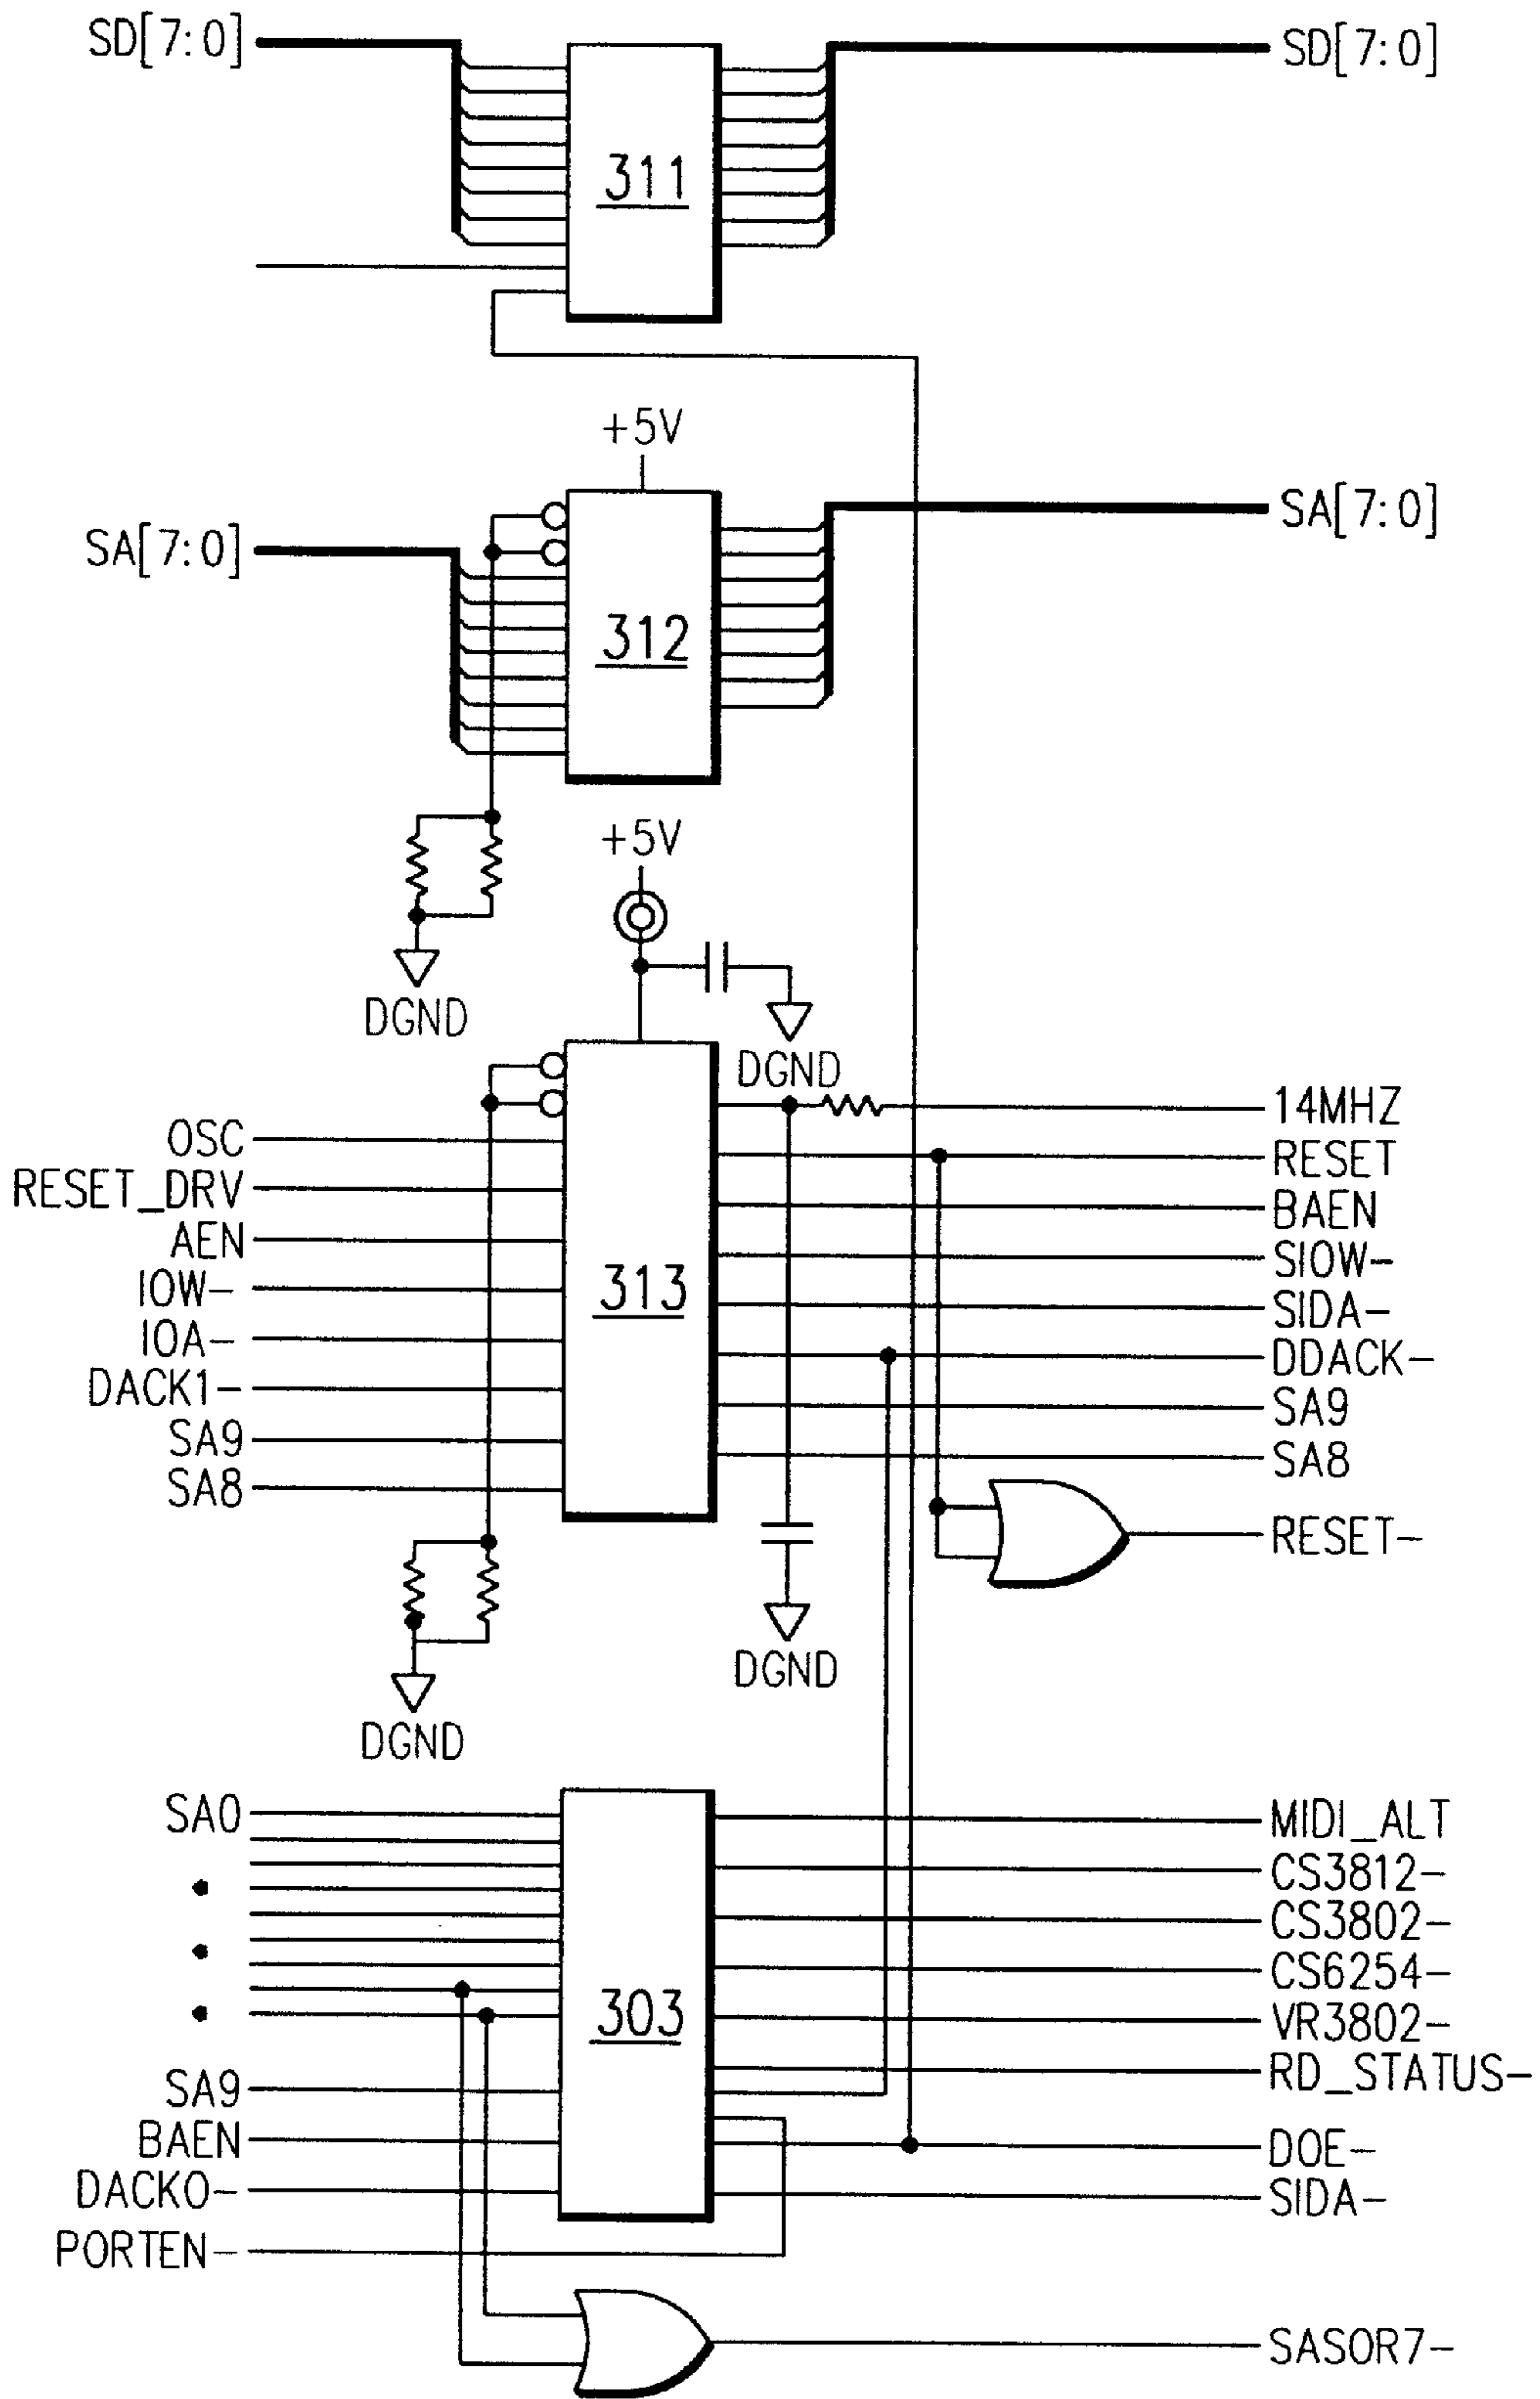 SD[7:0]
SD[7:0]
311
+5V
SA[7:0]
SA[7:0]
312
+5V
DGND
DGND
14MHZ
OSC
RESET
RESET_DRV
BAEN
AEN
SIOW-
IOW-
313
SIDA-
IOA-
DDACK-
DACK1-
SA9
SA9
SA8
SA8
RESET-
DGND
DGND
SA0
MIDI_ALT
CS3812-
CS3802-
CS6254-
303
VR3802-
RD_STATUS-
SA9
BAEN
DOE-
DACKO-
SIDA-
PORTEN-
SASOR7-